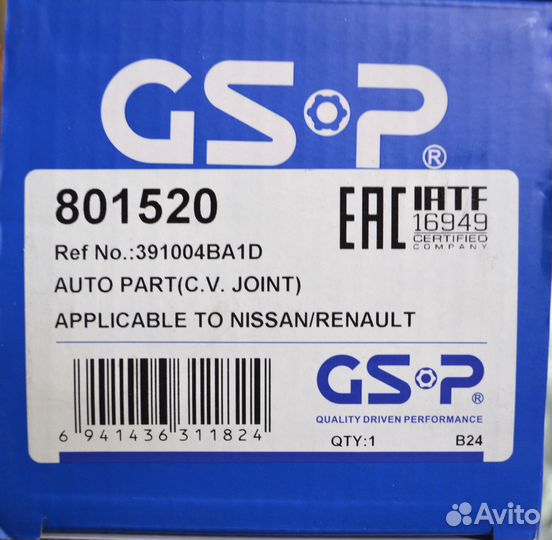 GSP®
801520
EAC IATF
16949
CERTIFIED
COMPANY
Ref No.:391004BA1D
AUTO PART(C.V. JOINT)
APPLICABLE TO NISSAN/RENAULT
GSP®
QUALITY DRIVEN PERFORMANCE
6 941436 311824
QTY:1 B24
Avito